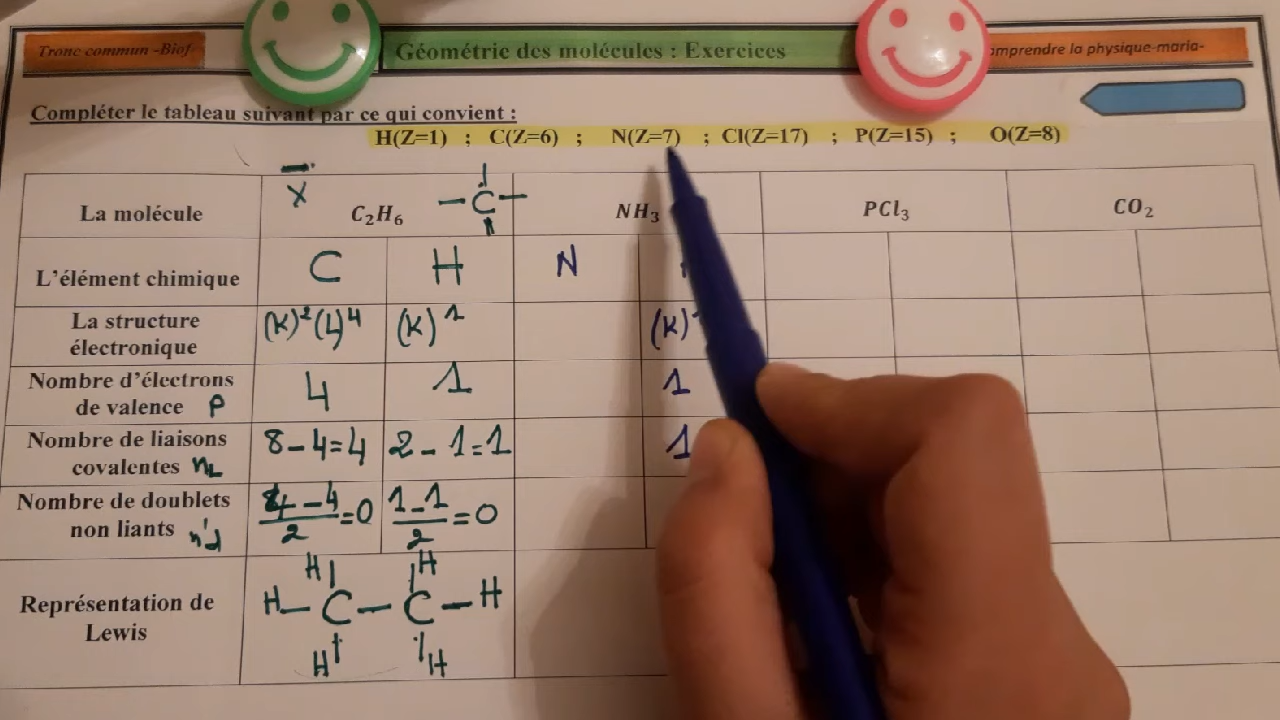 Tronc commun -Biof-
Géométrie des molécules : Exercices
omprendre la physique-maria-
Compléter le tableau suivant par ce qui convient :
H(Z=1) ; C(Z=6) ; N(Z=7) ; Cl(Z=17) ; P(Z=15) ; O(Z=8)
La molécule X C₂H₆ C NH₃ PCl₃ CO₂
L'élément chimique C H N
La structure électronique (K)²(L)⁴ (K)¹ (K)
Nombre d'électrons de valence P 4 1 1
Nombre de liaisons covalentes nL 8-4=4 2-1=1 1
Nombre de doublets non liants n'd 4-4/2=0 1-1/2=0
Représentation de Lewis
H H
H-C-C-H
H H